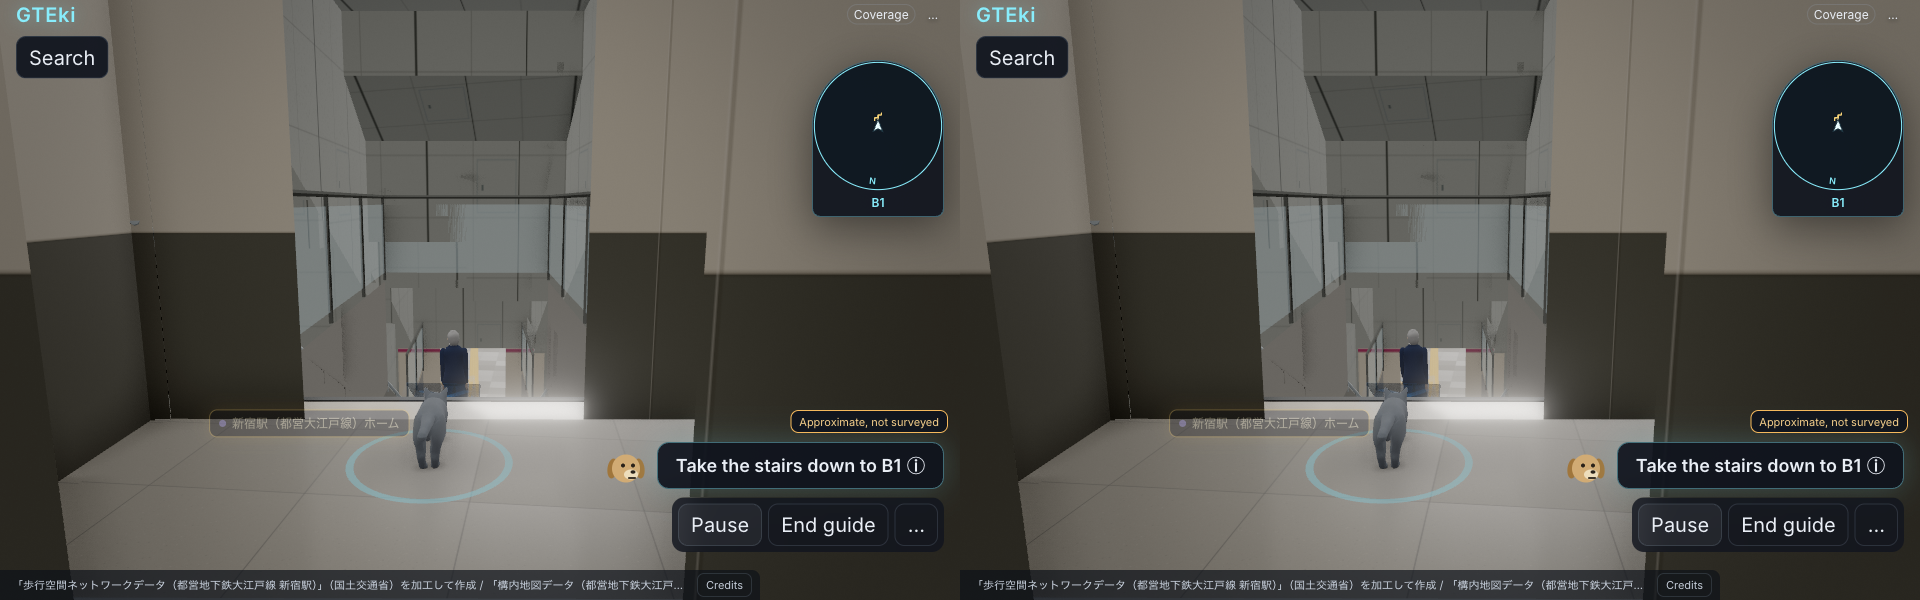 GTEki
Coverage
...
Search
N
B1
新宿駅（都営大江戸線）ホーム
Approximate, not surveyed
Take the stairs down to B1 ⓘ
Pause
End guide
...
「歩行空間ネットワークデータ（都営地下鉄大江戸線 新宿駅）」（国土交通省）を加工して作成 / 「構内地図データ（都営地下鉄大江戸...
Credits
GTEki
Coverage
...
Search
N
B1
新宿駅（都営大江戸線）ホーム
Approximate, not surveyed
Take the stairs down to B1 ⓘ
Pause
End guide
...
「歩行空間ネットワークデータ（都営地下鉄大江戸線 新宿駅）」（国土交通省）を加工して作成 / 「構内地図データ（都営地下鉄大江戸...
Credits